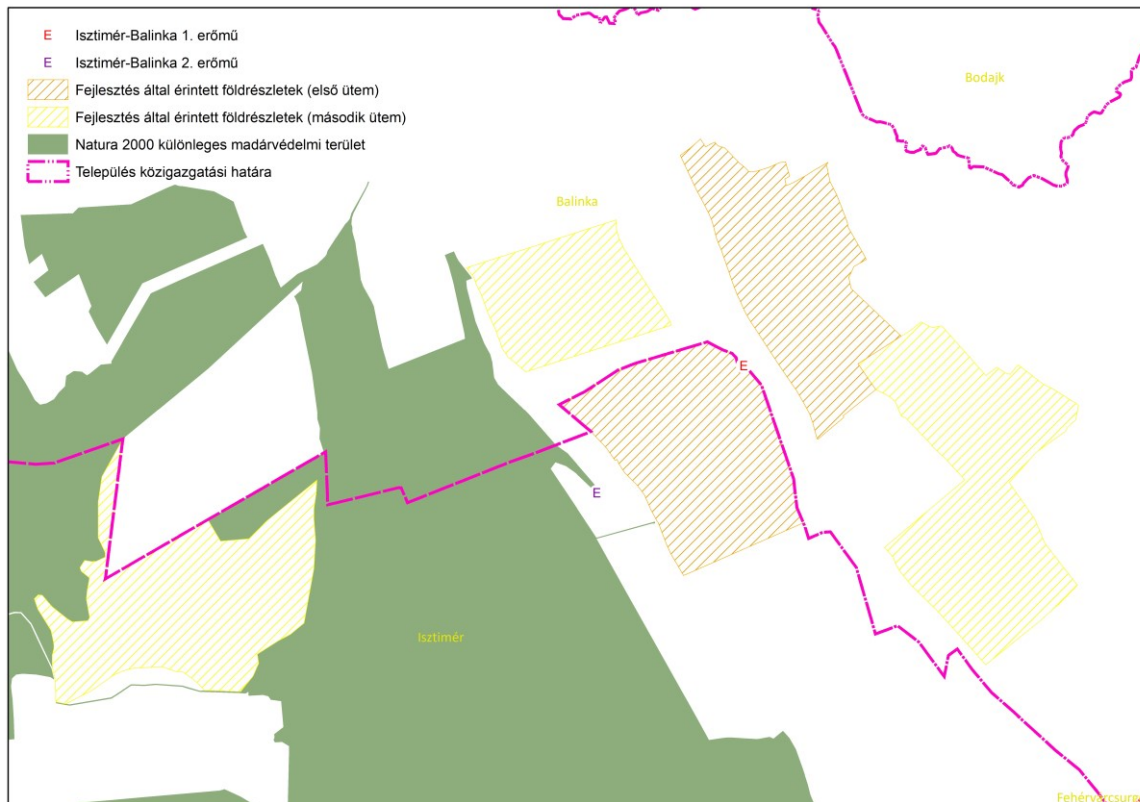 E Isztimér-Balinka 1. erőmű
E Isztimér-Balinka 2. erőmű
Fejlesztés által érintett földrészletek (első ütem)
Fejlesztés által érintett földrészletek (második ütem)
Natura 2000 különleges madárvédelmi terület
Település közigazgatási határa
Bodajk
Balinka
E
E
Isztimér
Fehérvárcsurgó